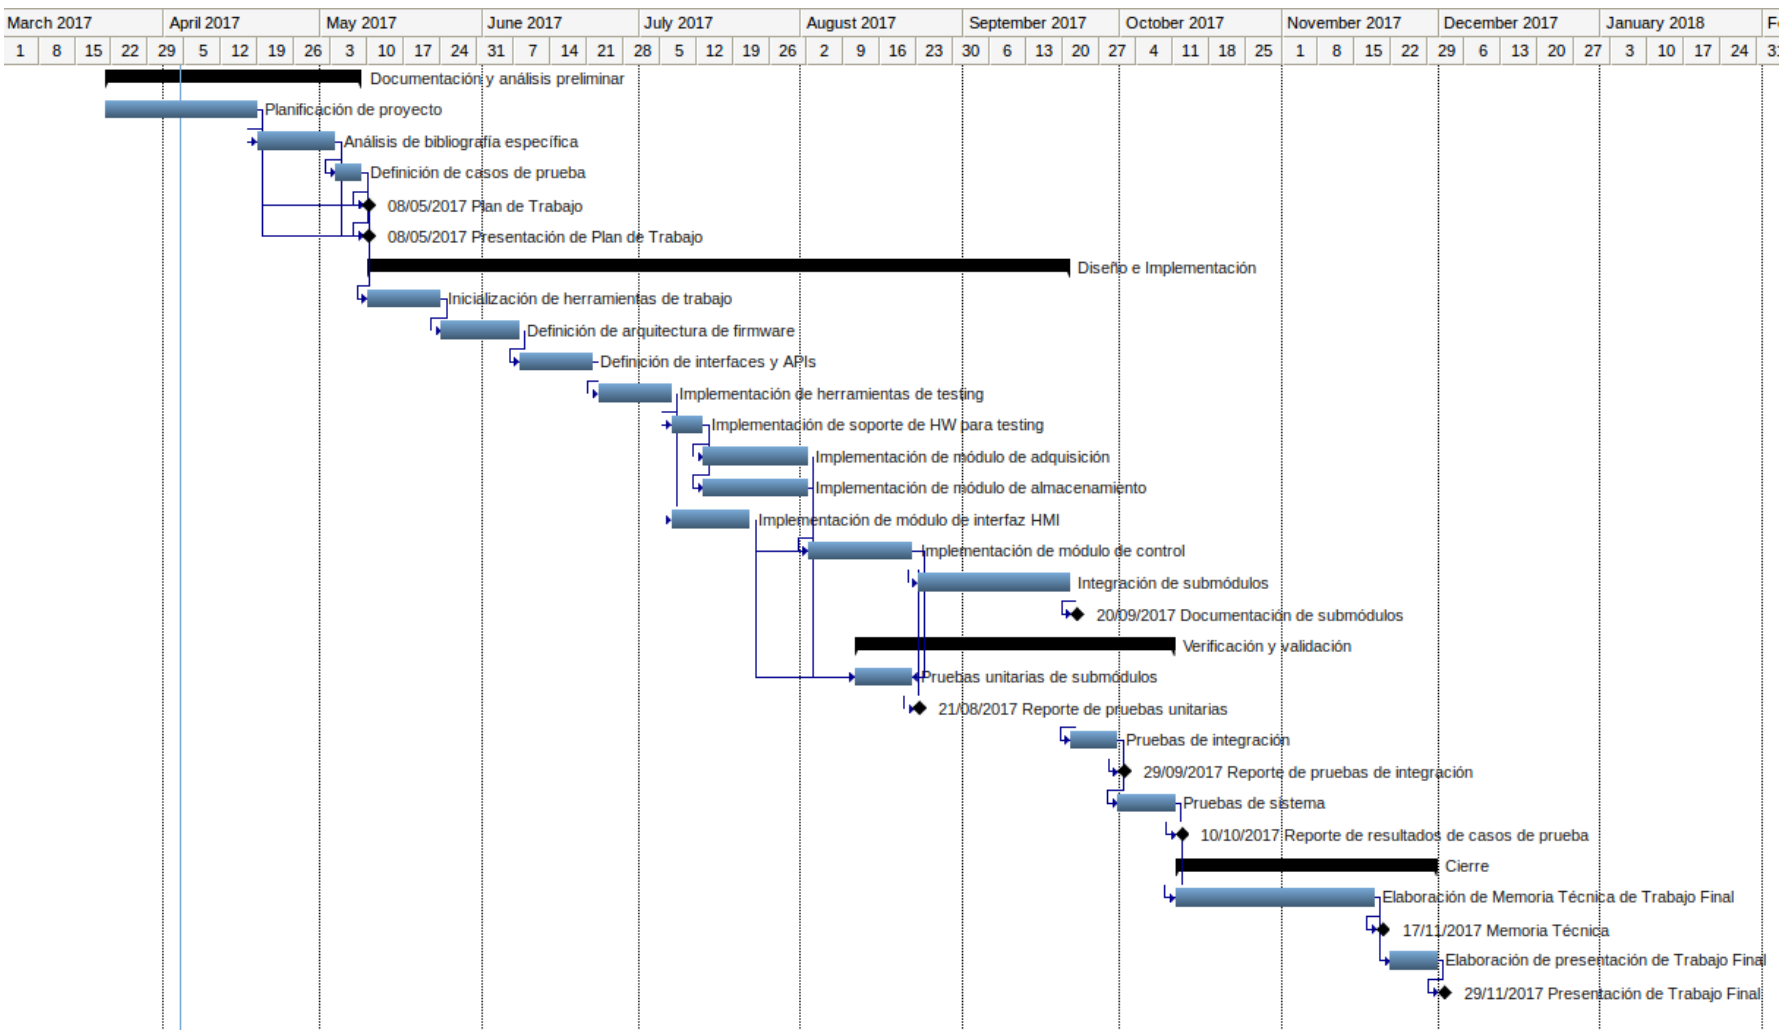 March 2017 April 2017 May 2017 June 2017 July 2017 August 2017 September 2017 October 2017 November 2017 December 2017 January 2018 Fe
1 8 15 22 29 5 12 19 26 3 10 17 24 31 7 14 21 28 5 12 19 26 2 9 16 23 30 6 13 20 27 4 11 18 25 1 8 15 22 29 6 13 20 27 3 10 17 24 31
Documentación y análisis preliminar
Planificación de proyecto
Análisis de bibliografía específica
Definición de casos de prueba
08/05/2017 Plan de Trabajo
08/05/2017 Presentación de Plan de Trabajo
Diseño e Implementación
Inicialización de herramientas de trabajo
Definición de arquitectura de firmware
Definición de interfaces y APIs
Implementación de herramientas de testing
Implementación de soporte de HW para testing
Implementación de módulo de adquisición
Implementación de módulo de almacenamiento
Implementación de módulo de interfaz HMI
Implementación de módulo de control
Integración de submódulos
20/09/2017 Documentación de submódulos
Verificación y validación
Pruebas unitarias de submódulos
21/08/2017 Reporte de pruebas unitarias
Pruebas de integración
29/09/2017 Reporte de pruebas de integración
Pruebas de sistema
10/10/2017 Reporte de resultados de casos de prueba
Cierre
Elaboración de Memoria Técnica de Trabajo Final
17/11/2017 Memoria Técnica
Elaboración de presentación de Trabajo Final
29/11/2017 Presentación de Trabajo Final